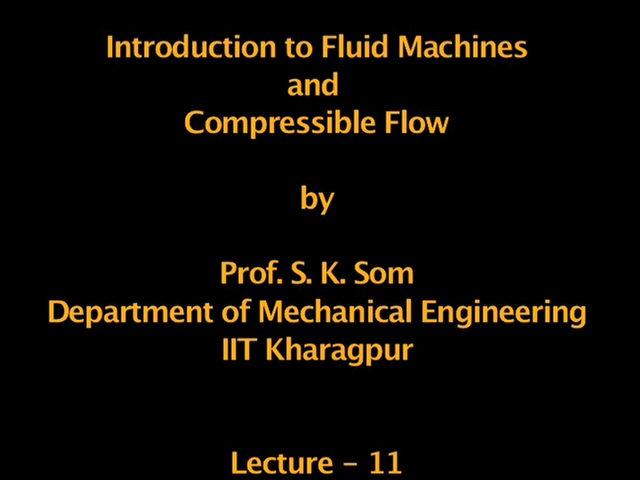 Introduction to Fluid Machines
and
Compressible Flow
by
Prof. S. K. Som
Department of Mechanical Engineering
IIT Kharagpur
Lecture – 11